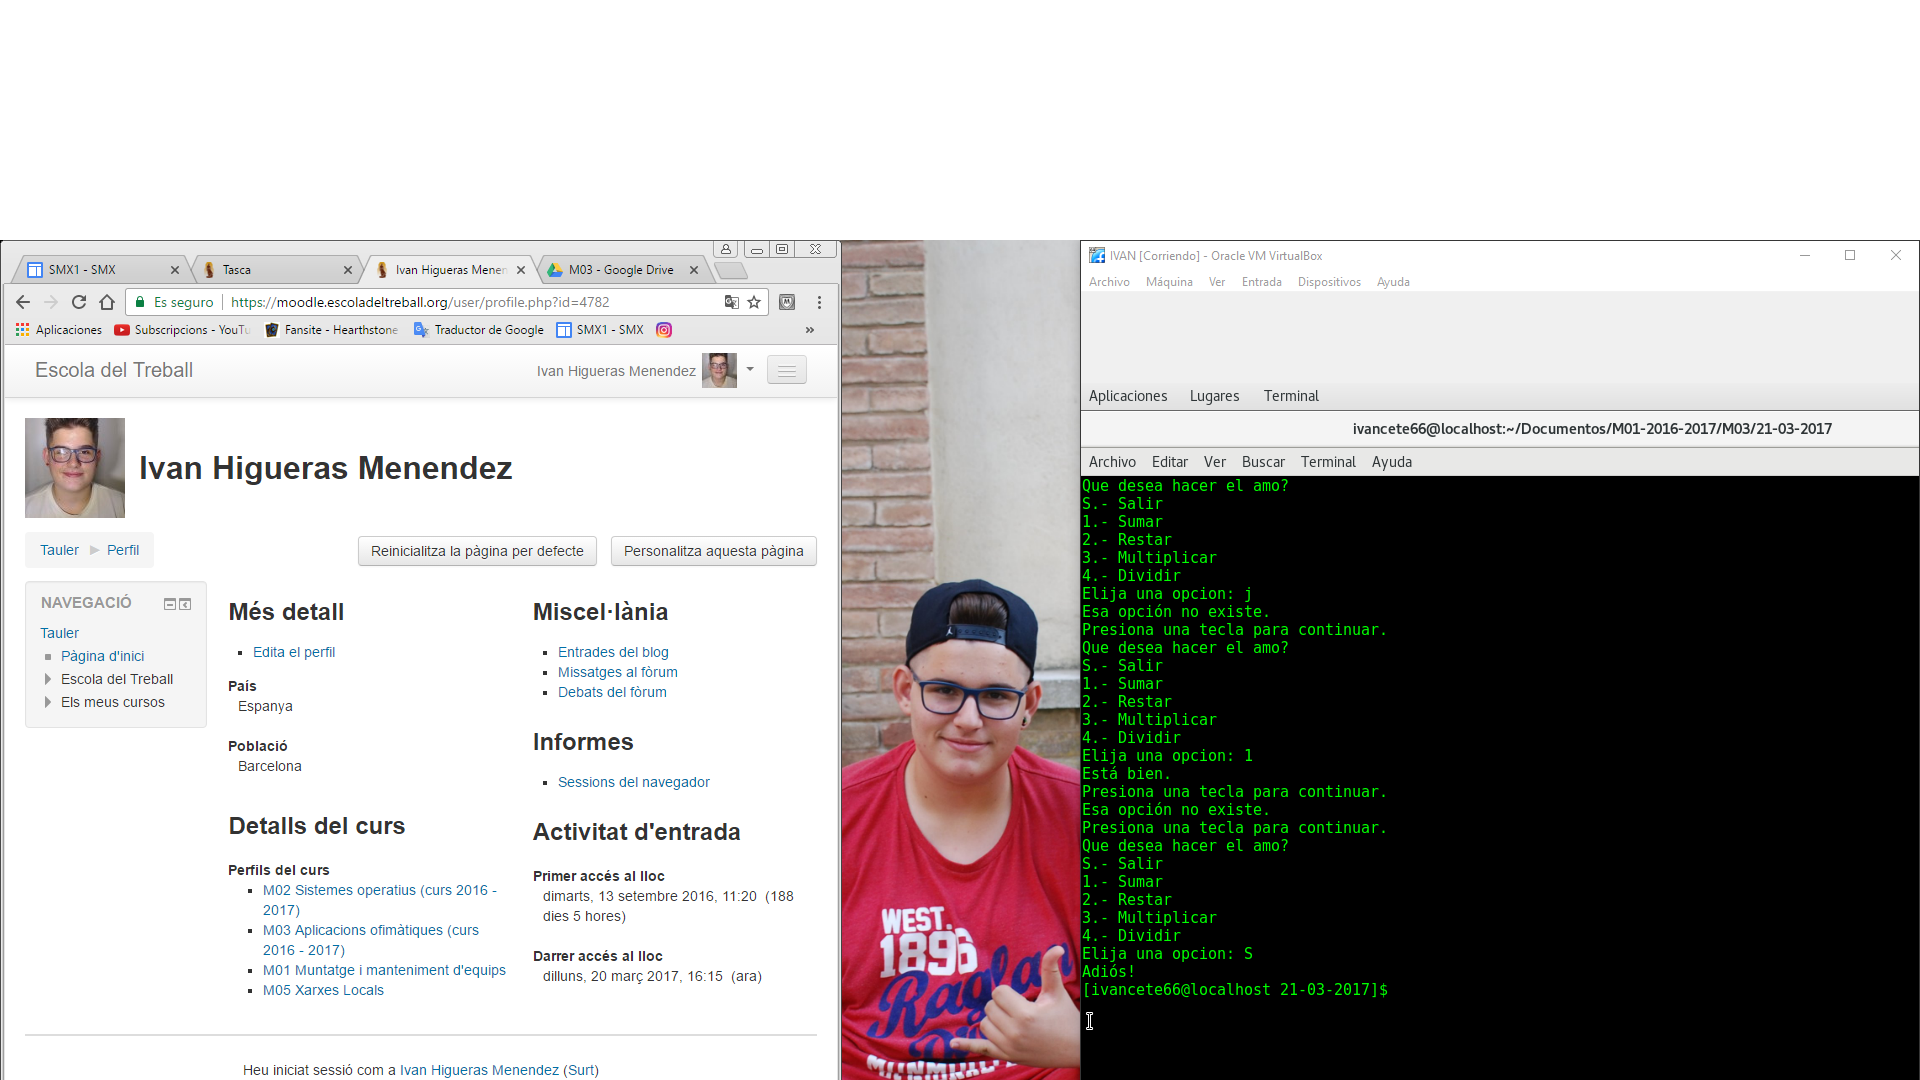 SMX1 - SMX
Tasca
Ivan Higueras Menen
M03 - Google Drive
Es seguro
https://moodle.escoladeltreball.org/user/profile.php?id=4782
Aplicaciones
Subscripcions - YouTu
Fansite - Hearthstone
Traductor de Google
SMX1 - SMX
»
Escola del Treball
Ivan Higueras Menendez
Ivan Higueras Menendez
Tauler
Perfil
Reinicialitza la pàgina per defecte
Personalitza aquesta pàgina
NAVEGACIÓ
Tauler
Pàgina d'inici
Escola del Treball
Els meus cursos
Més detall
Edita el perfil
País
Espanya
Població
Barcelona
Detalls del curs
Perfils del curs
M02 Sistemes operatius (curs 2016 -
2017)
M03 Aplicacions ofimàtiques (curs
2016 - 2017)
M01 Muntatge i manteniment d'equips
M05 Xarxes Locals
Miscel·lània
Entrades del blog
Missatges al fòrum
Debats del fòrum
Informes
Sessions del navegador
Activitat d'entrada
Primer accés al lloc
dimarts, 13 setembre 2016, 11:20 (188
dies 5 hores)
Darrer accés al lloc
dilluns, 20 març 2017, 16:15 (ara)
Heu iniciat sessió com a Ivan Higueras Menendez (Surt)
WEST.
1896
Raglan
IVAN [Corriendo] - Oracle VM VirtualBox
Archivo Máquina Ver Entrada Dispositivos Ayuda
Aplicaciones Lugares Terminal
ivancete66@localhost:~/Documentos/M01-2016-2017/M03/21-03-2017
Archivo Editar Ver Buscar Terminal Ayuda
Que desea hacer el amo?
S.- Salir
1.- Sumar
2.- Restar
3.- Multiplicar
4.- Dividir
Elija una opcion: j
Esa opción no existe.
Presiona una tecla para continuar.
Que desea hacer el amo?
S.- Salir
1.- Sumar
2.- Restar
3.- Multiplicar
4.- Dividir
Elija una opcion: 1
Está bien.
Presiona una tecla para continuar.
Esa opción no existe.
Presiona una tecla para continuar.
Que desea hacer el amo?
S.- Salir
1.- Sumar
2.- Restar
3.- Multiplicar
4.- Dividir
Elija una opcion: S
Adiós!
[ivancete66@localhost 21-03-2017]$